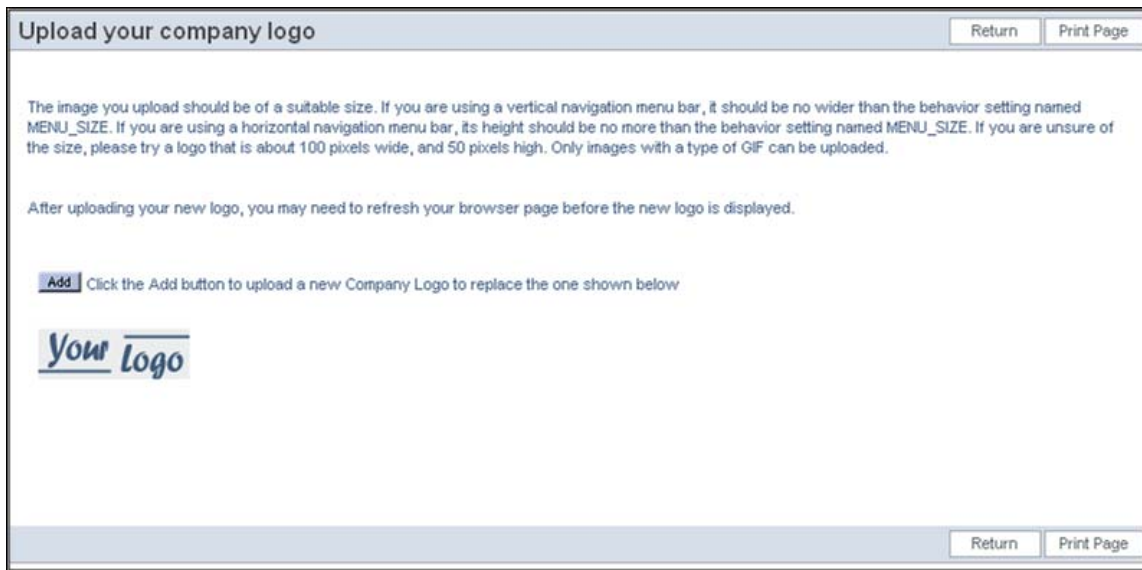 Upload your company logo
Return
Print Page
The image you upload should be of a suitable size. If you are using a vertical navigation menu bar, it should be no wider than the behavior setting named
MENU_SIZE. If you are using a horizontal navigation menu bar, its height should be no more than the behavior setting named MENU_SIZE. If you are unsure of
the size, please try a logo that is about 100 pixels wide, and 50 pixels high. Only images with a type of GIF can be uploaded.
After uploading your new logo, you may need to refresh your browser page before the new logo is displayed.
Add Click the Add button to upload a new Company Logo to replace the one shown below
Your Logo
Return
Print Page